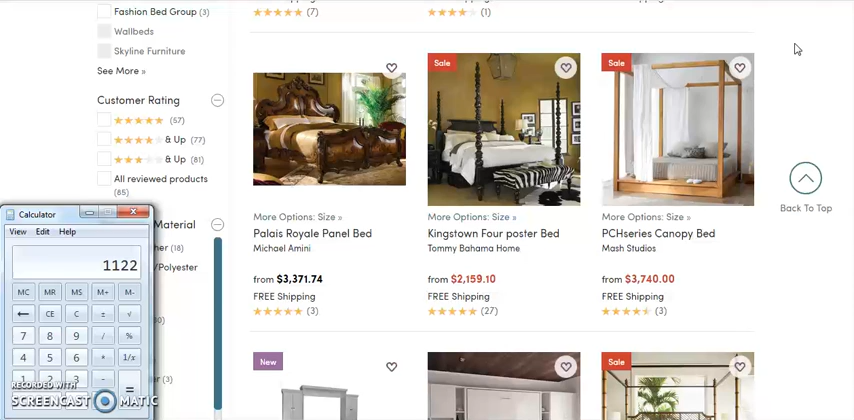 (7)
(1)
Fashion Bed Group (3)
Wallbeds
Skyline Furniture
See More »
Customer Rating
(57)
& Up (77)
& Up (81)
All reviewed products
(85)
Material
(18)
/Polyester
(3)
Sale
Sale
More Options: Size »
Palais Royale Panel Bed
Michael Amini
from $3,371.74
FREE Shipping
(3)
More Options: Size »
Kingstown Four poster Bed
Tommy Bahama Home
from $2,159.10
FREE Shipping
(27)
More Options: Size »
PCHseries Canopy Bed
Mash Studios
from $3,740.00
FREE Shipping
(3)
New
Sale
Back To Top
Calculator
View Edit Help
1122
MC MR MS M+ M-
← CE C ± √
7 8 9 / %
4 5 6 * 1/x
1 2 3 - =
RECORDED WITH
SCREENCAST MATIC